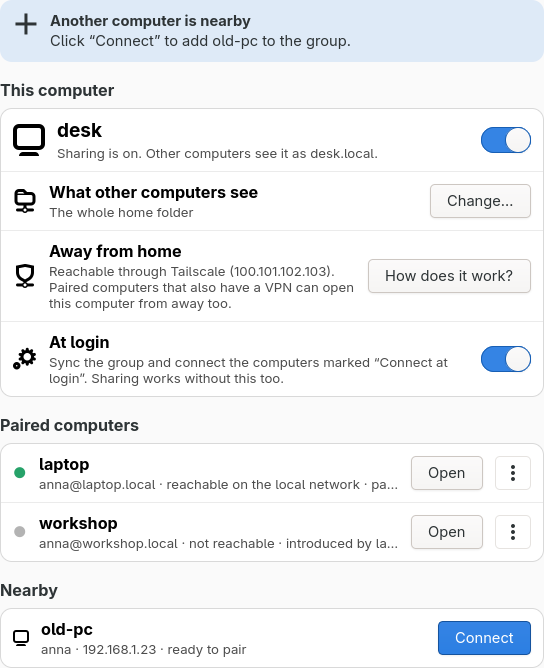 Another computer is nearby
Click “Connect” to add old-pc to the group.
This computer
desk
Sharing is on. Other computers see it as desk.local.
What other computers see
The whole home folder
Change…
Away from home
Reachable through Tailscale (100.101.102.103).
Paired computers that also have a VPN can open
this computer from away too.
How does it work?
At login
Sync the group and connect the computers marked “Connect at
login”. Sharing works without this too.
Paired computers
laptop
anna@laptop.local · reachable on the local network · pa…
Open
workshop
anna@workshop.local · not reachable · introduced by la…
Open
Nearby
old-pc
anna · 192.168.1.23 · ready to pair
Connect